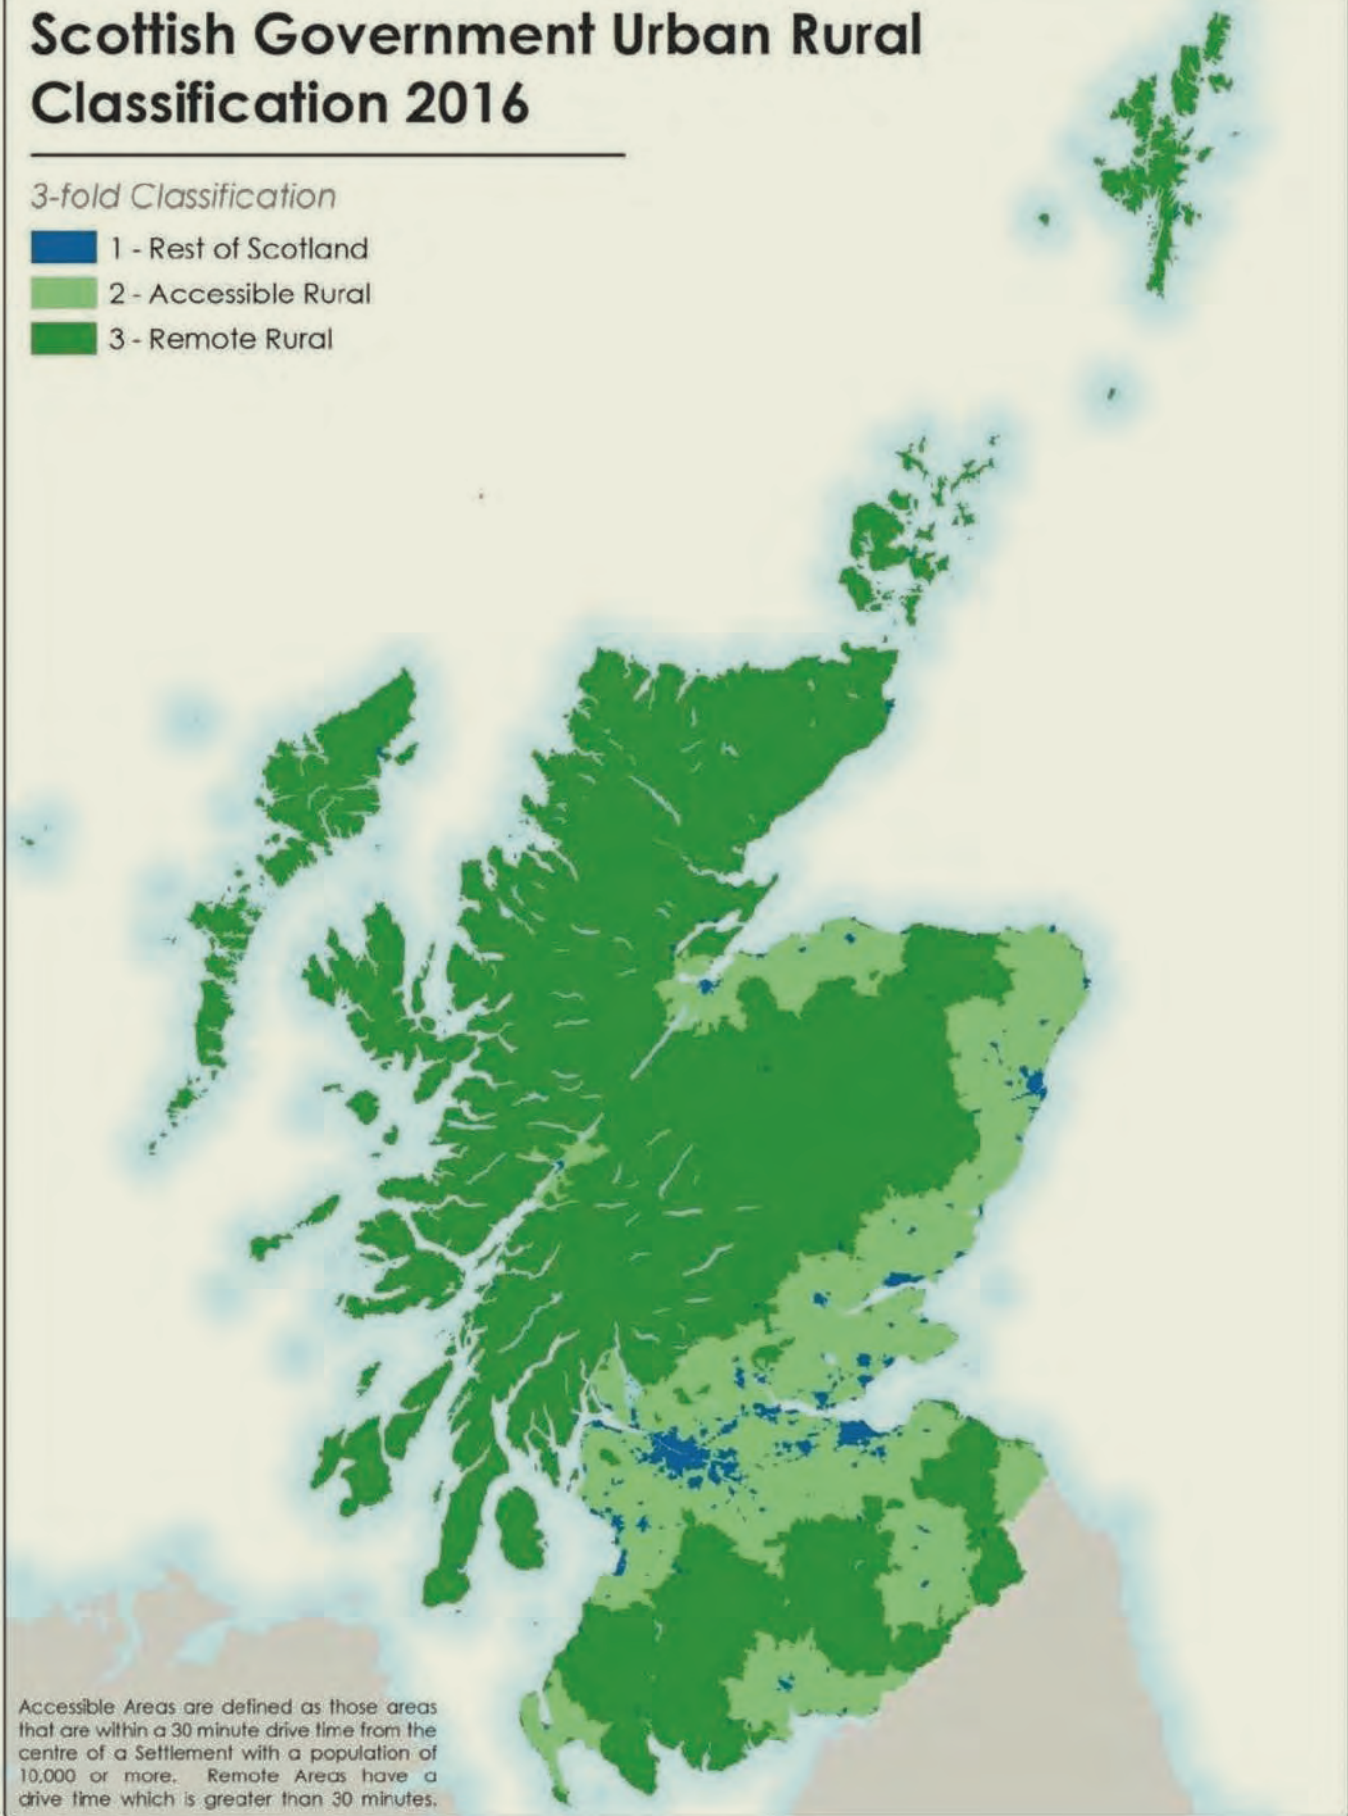 Scottish Government Urban Rural
Classification 2016
3-fold Classification
1 - Rest of Scotland
2 - Accessible Rural
3 - Remote Rural
Accessible Areas are defined as those areas
that are within a 30 minute drive time from the
centre of a Settlement with a population of
10,000 or more. Remote Areas have a
drive time which is greater than 30 minutes.